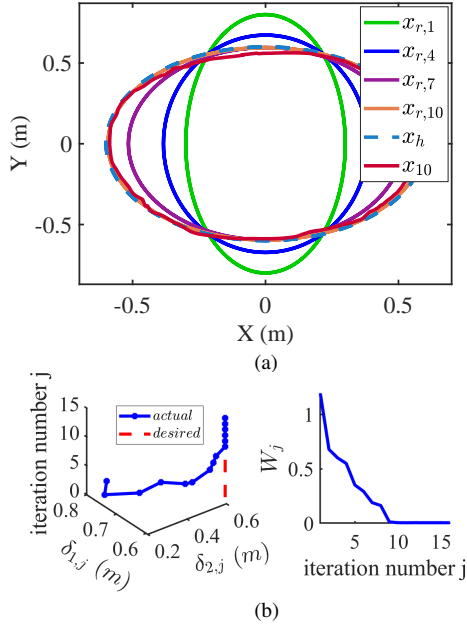 0.5
0
-0.5
Y (m)
-0.5
0
0.5
X (m)
x_{r,1}
x_{r,4}
x_{r,7}
x_{r,10}
x_h
x_{10}
(a)
iteration number j
15
10
5
0
0.8
0.7
0.6
δ_{1,j} (m)
0.2
0.4
0.6
δ_{2,j} (m)
actual
desired
W_j
1
0.5
0
5
10
15
iteration number j
(b)